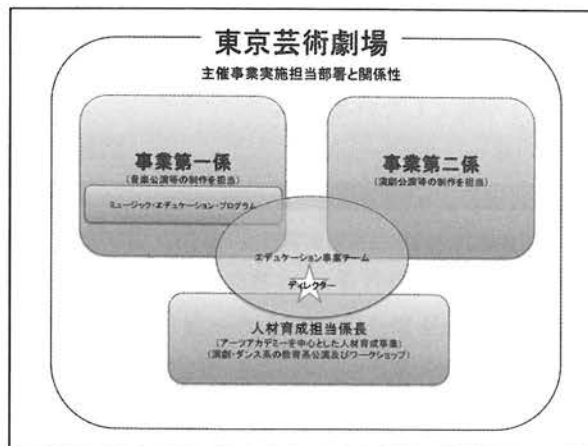 東京芸術劇場
主催事業実施担当部署と関係性
事業第一係
(音楽公演等の制作を担当)
ミュージック・エデュケーション・プログラム
事業第二係
(演劇公演等の制作を担当)
エデュケーション事業チーム
ディレクター
人材育成担当係長
(アーツアカデミーを中心とした人材育成事業)
(演劇・ダンス系の教育系公演及びワークショップ)